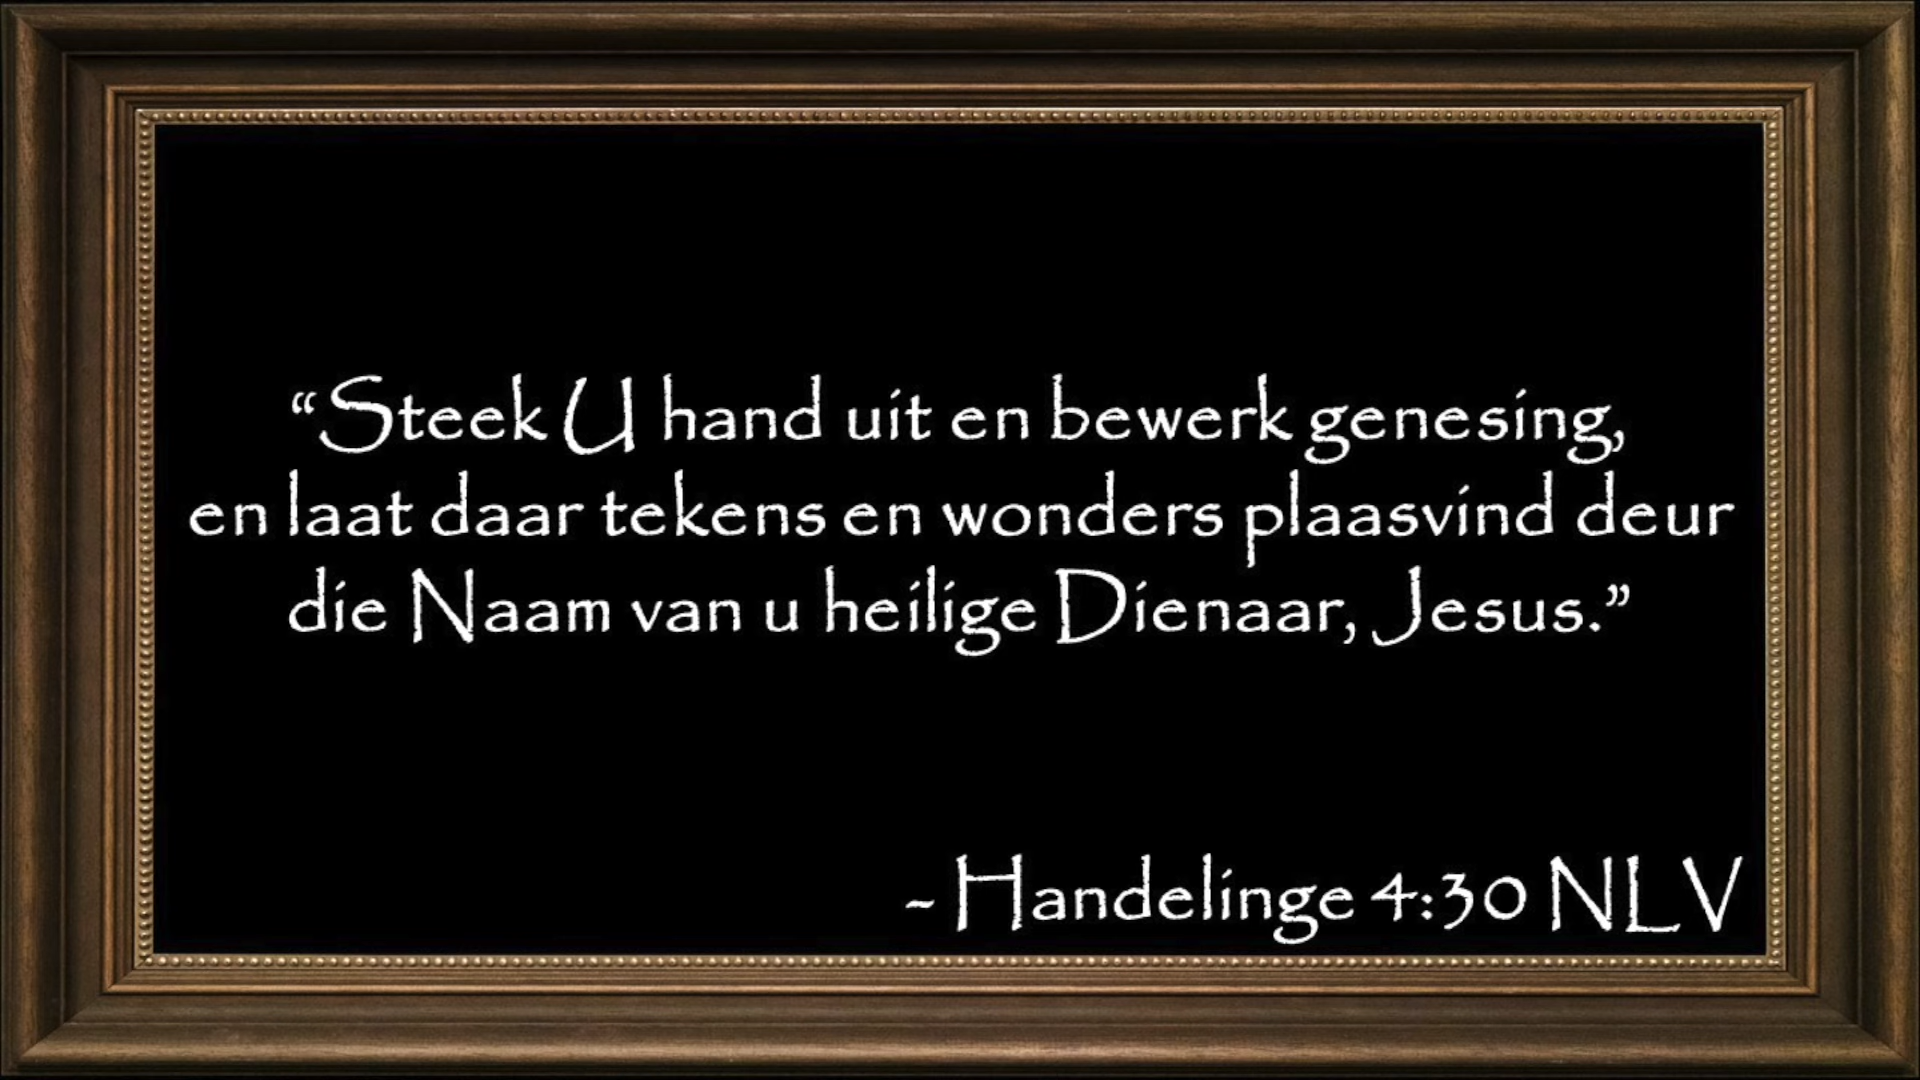 “Steek U hand uit en bewerk genesing,
en laat daar tekens en wonders plaasvind deur
die Naam van u heilige Dienaar, Jesus.”
- Handelinge 4:30 NLV